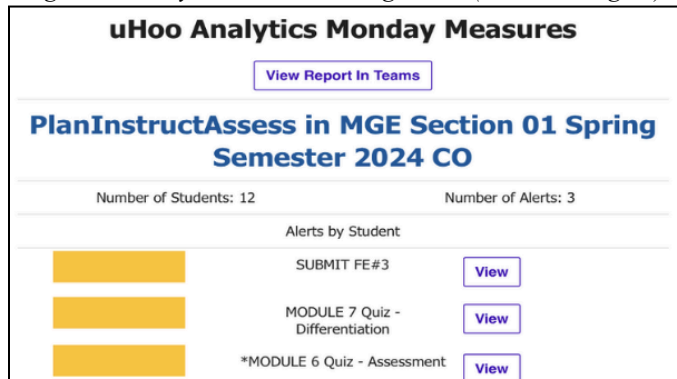 uHoo Analytics Monday Measures
View Report In Teams
PlanInstructAssess in MGE Section 01 Spring
Semester 2024 CO
Number of Students: 12 Number of Alerts: 3
Alerts by Student
SUBMIT FE#3 View
MODULE 7 Quiz -
Differentiation
View
*MODULE 6 Quiz - Assessment View